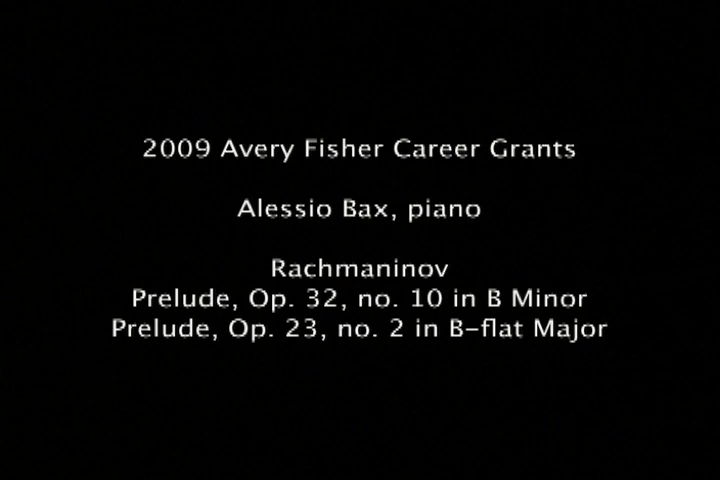 2009 Avery Fisher Career Grants
Alessio Bax, piano
Rachmaninov
Prelude, Op. 32, no. 10 in B Minor
Prelude, Op. 23, no. 2 in B-flat Major